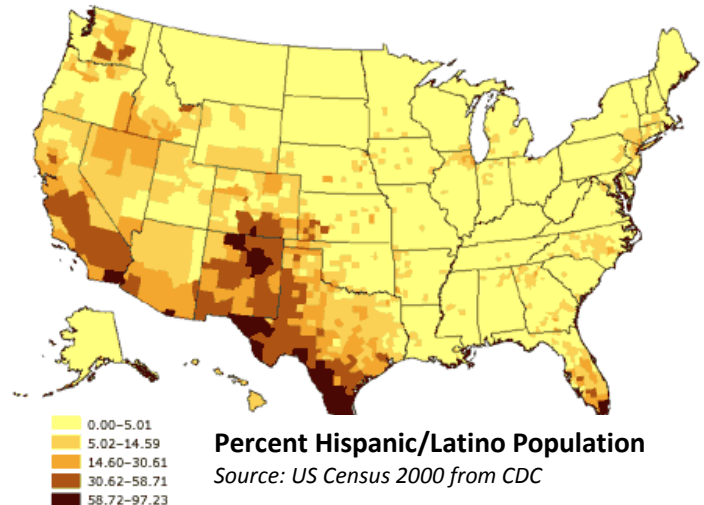 0.00–5.01
5.02–14.59
14.60–30.61
30.62–58.71
58.72–97.23
Percent Hispanic/Latino Population
Source: US Census 2000 from CDC